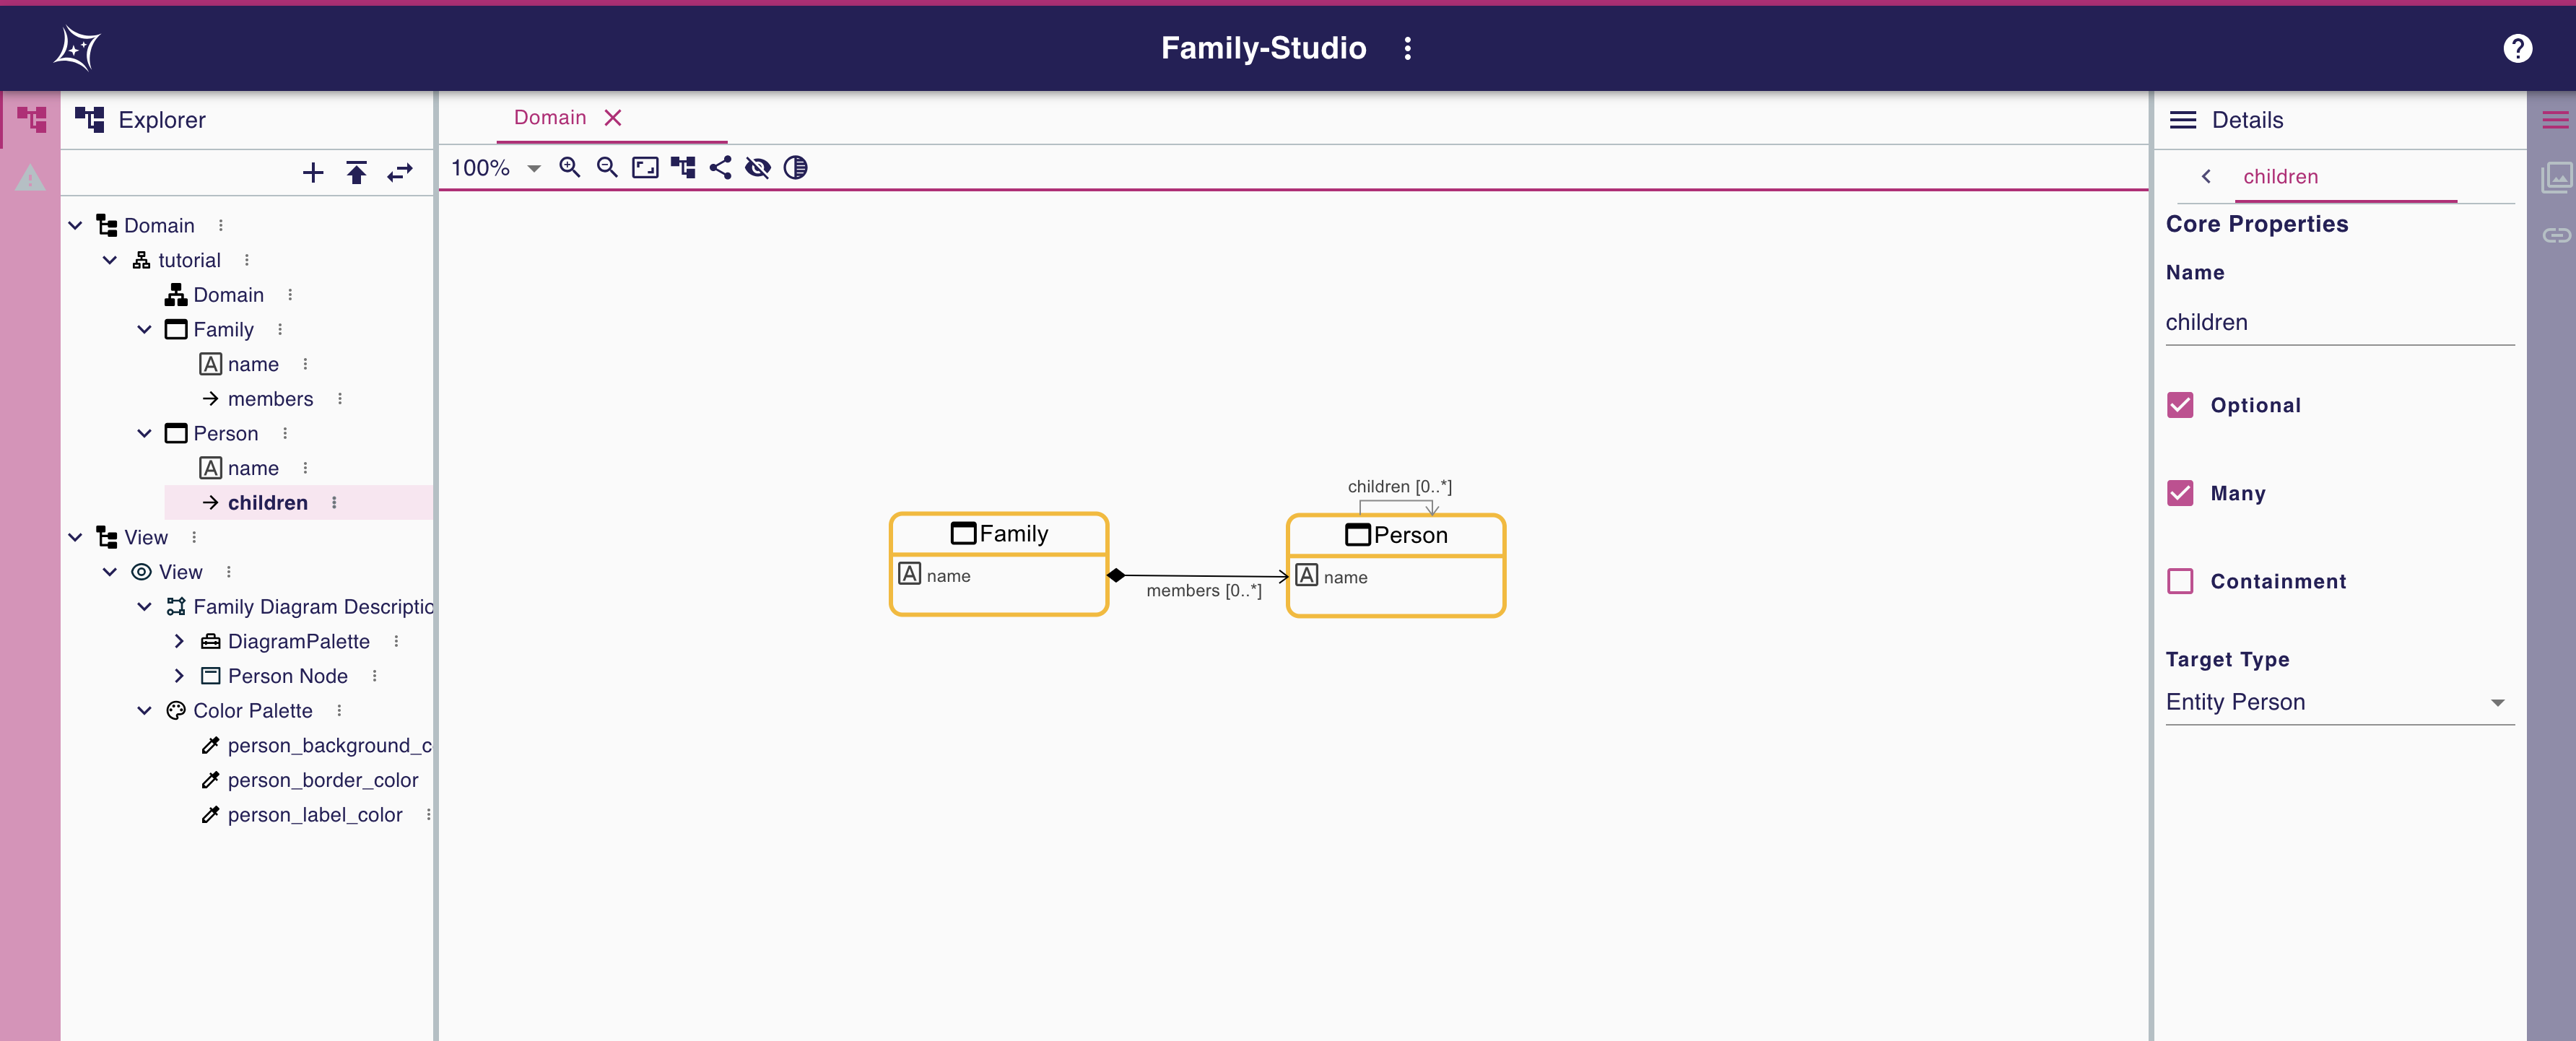 Family-Studio
Explorer
Domain
tutorial
Domain
Family
name
members
Person
name
children
View
View
Family Diagram Descriptio
DiagramPalette
Person Node
Color Palette
person_background_c
person_border_color
person_label_color
Domain
100%
children [0..*]
Family
name
members [0..*]
Person
name
Details
children
Core Properties
Name
children
Optional
Many
Containment
Target Type
Entity Person